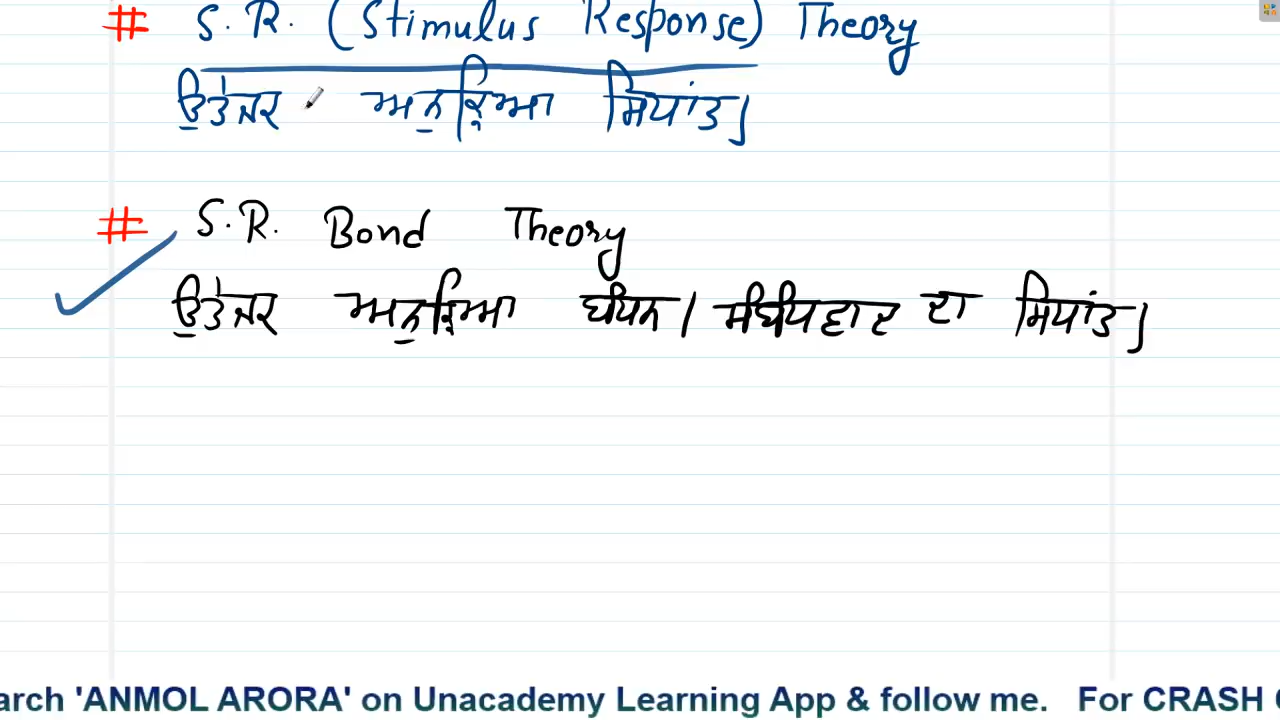 # S.R. (Stimulus Response) Theory
ਉਤੇਜਕ ਅਨੁਕ੍ਰਿਆ ਸਿਧਾਂਤ।
# S.R. Bond Theory
ਉਤੇਜਕ ਅਨੁਕ੍ਰਿਆ ਬੰਧਨ / ਸੰਬੰਧਵਾਦ ਦਾ ਸਿਧਾਂਤ।
arch 'ANMOL ARORA' on Unacademy Learning App & follow me. For CRASH